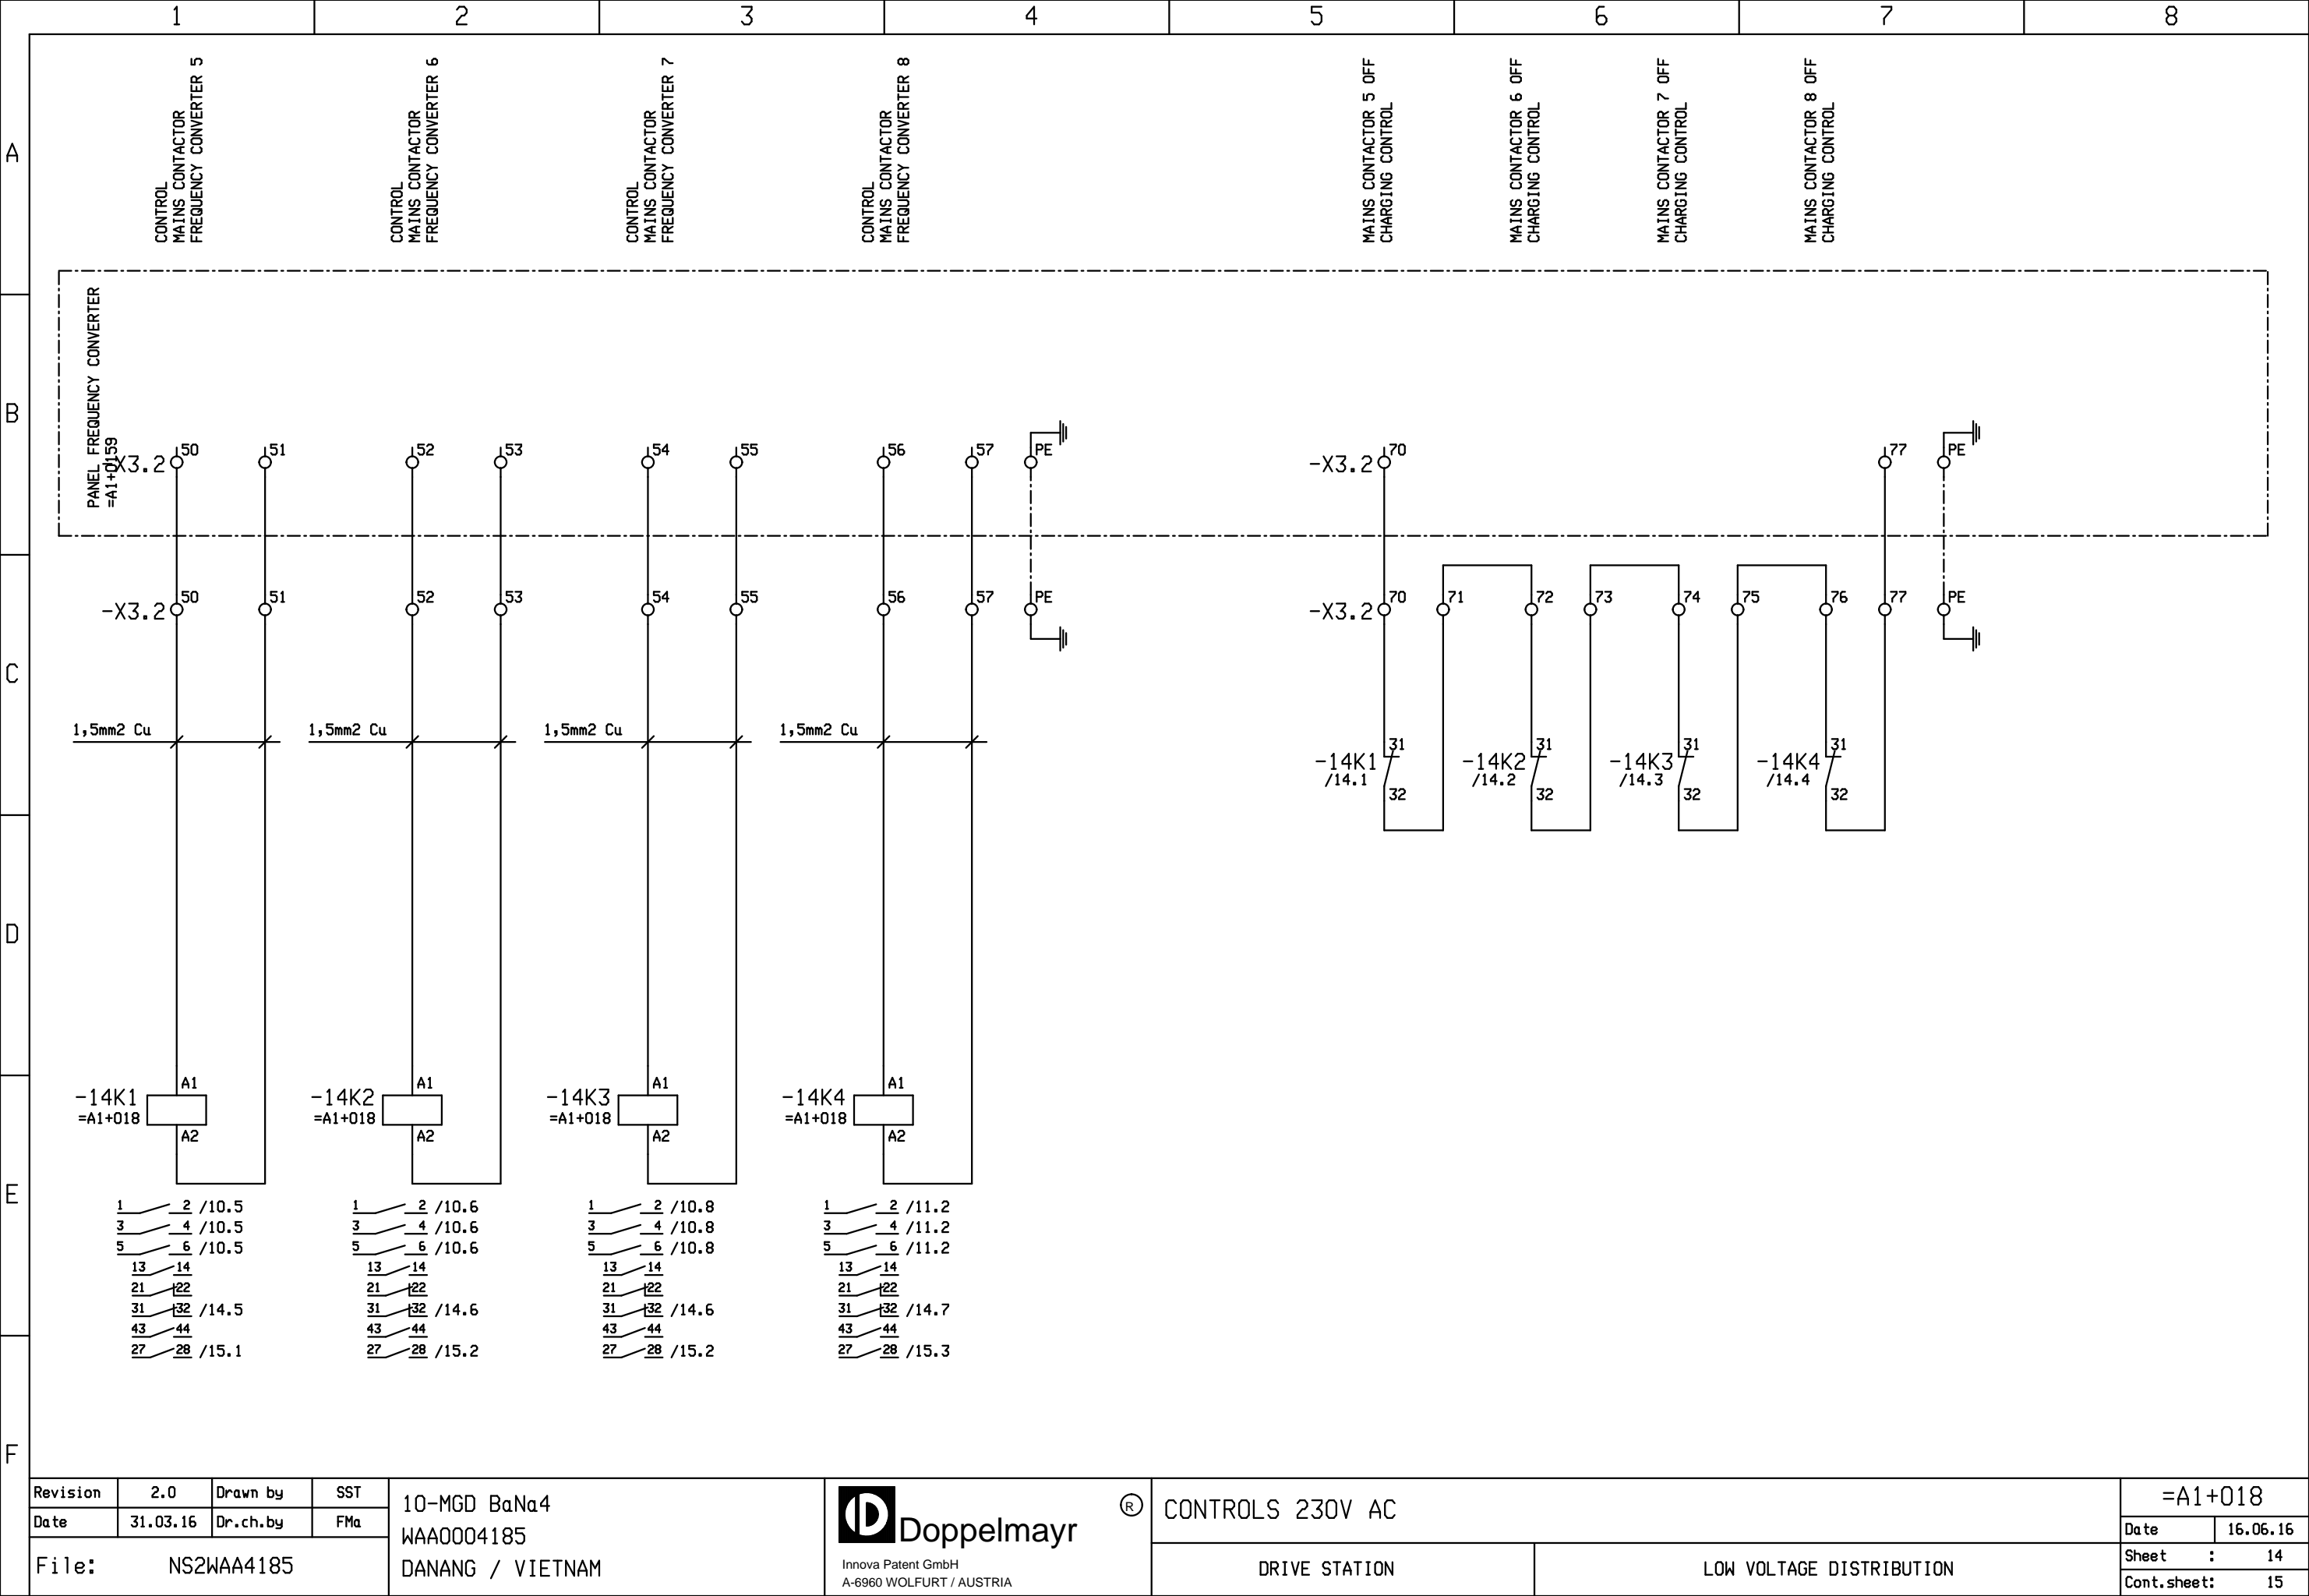 1 2 3 4 5 6 7 8
A
B
C
D
E
F
CONTROL
MAINS CONTACTOR
FREQUENCY CONVERTER 5
CONTROL
MAINS CONTACTOR
FREQUENCY CONVERTER 6
CONTROL
MAINS CONTACTOR
FREQUENCY CONVERTER 7
CONTROL
MAINS CONTACTOR
FREQUENCY CONVERTER 8
MAINS CONTACTOR 5 OFF
CHARGING CONTROL
MAINS CONTACTOR 6 OFF
CHARGING CONTROL
MAINS CONTACTOR 7 OFF
CHARGING CONTROL
MAINS CONTACTOR 8 OFF
CHARGING CONTROL
PANEL FREQUENCY CONVERTER
=A1+O159
-X3.2 50 51 52 53 54 55 56 57 PE -X3.2 70 77 PE
-X3.2 50 51 52 53 54 55 56 57 PE -X3.2 70 71 72 73 74 75 76 77 PE
1,5mm2 Cu 1,5mm2 Cu 1,5mm2 Cu 1,5mm2 Cu
31 31 31 31
-14K1 -14K2 -14K3 -14K4
/14.1 /14.2 /14.3 /14.4
32 32 32 32
A1 A1 A1 A1
-14K1 -14K2 -14K3 -14K4
=A1+O18 =A1+O18 =A1+O18 =A1+O18
A2 A2 A2 A2
1 2 /10.5 1 2 /10.6 1 2 /10.8 1 2 /11.2
3 4 /10.5 3 4 /10.6 3 4 /10.8 3 4 /11.2
5 6 /10.5 5 6 /10.6 5 6 /10.8 5 6 /11.2
13 14 13 14 13 14 13 14
21 22 21 22 21 22 21 22
31 32 /14.5 31 32 /14.6 31 32 /14.6 31 32 /14.7
43 44 43 44 43 44 43 44
27 28 /15.1 27 28 /15.2 27 28 /15.2 27 28 /15.3
Revision 2.0 Drawn by SST
Date 31.03.16 Dr.ch.by FMa
File: NS2WAA4185
10-MGD BaNa4
WAA0004185
DANANG / VIETNAM
Doppelmayr ®
Innova Patent GmbH
A-6960 WOLFURT / AUSTRIA
CONTROLS 230V AC
DRIVE STATION
LOW VOLTAGE DISTRIBUTION
=A1+O18
Date 16.06.16
Sheet : 14
Cont.sheet: 15